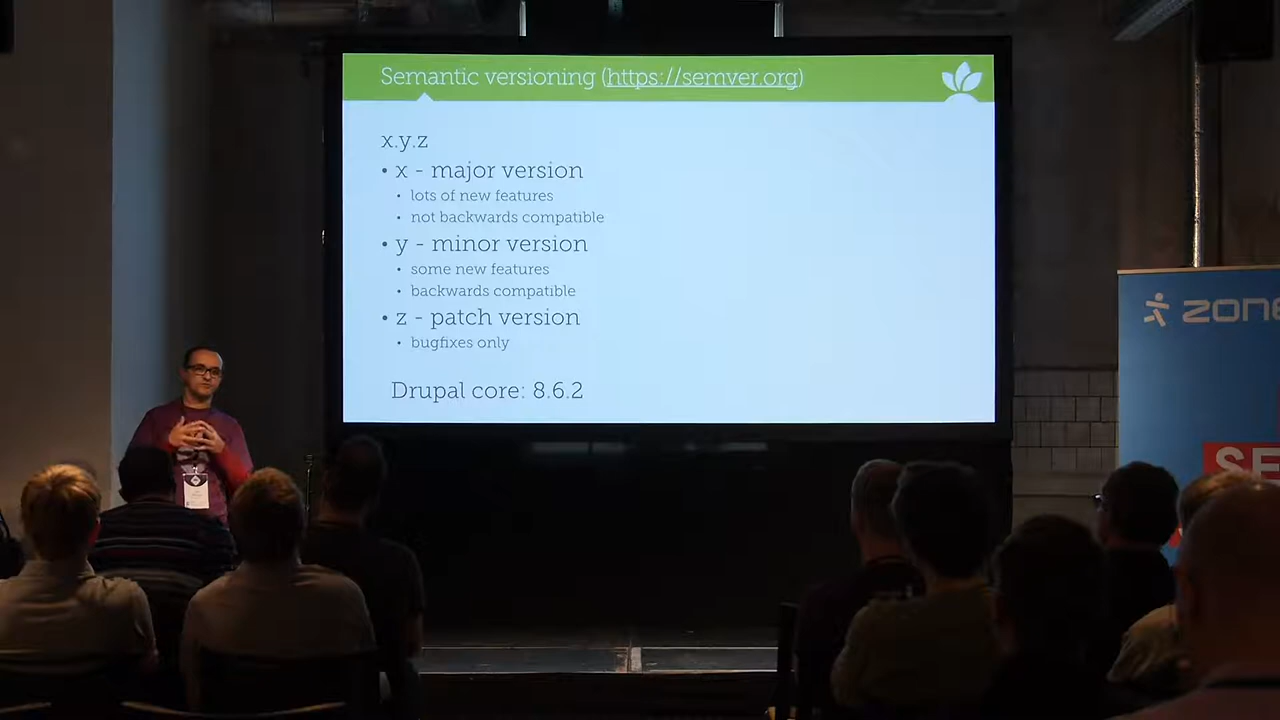 Semantic versioning (https://semver.org)
x.y.z
• x - major version
• lots of new features
• not backwards compatible
• y - minor version
• some new features
• backwards compatible
• z - patch version
• bugfixes only
Drupal core: 8.6.2